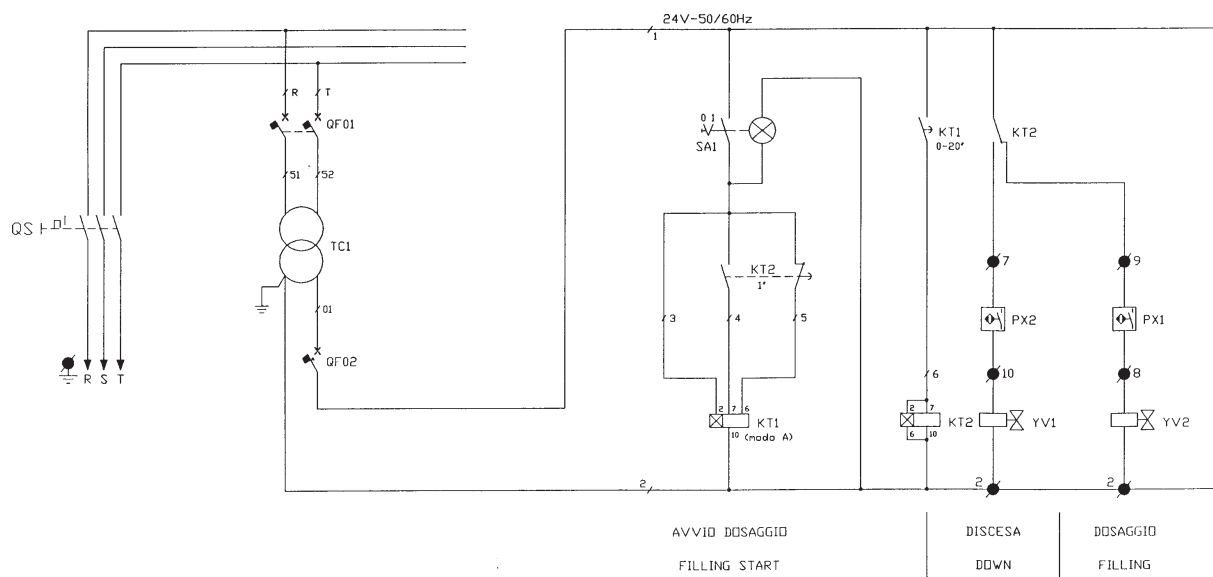 24V-50/60Hz
1
R
T
QF01
0 1
SA1
KT1
0-20"
KT2
51
52
QS
TC1
KT2
1"
7
9
01
3
4
5
PX2
PX1
QF02
R S T
6
10
8
2 7 6
KT1
10 (modo A)
2 7
KT2
6 10
YV1
YV2
2
2
2
AVVIO DOSAGGIO
FILLING START
DISCESA
DOWN
DOSAGGIO
FILLING